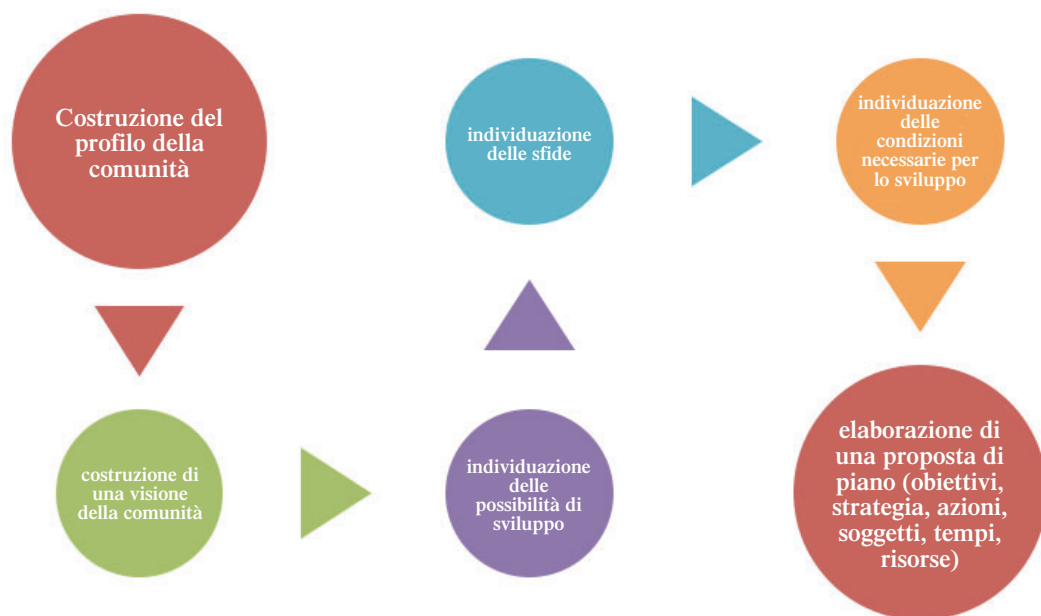 Costruzione del
profilo della
comunità
costruzione di
una visione
della comunità
individuazione
delle
possibilità di
sviluppo
individuazione
delle sfide
individuazione
delle
condizioni
necessarie per
lo sviluppo
elaborazione di
una proposta di
piano (obiettivi,
strategia, azioni,
soggetti, tempi,
risorse)